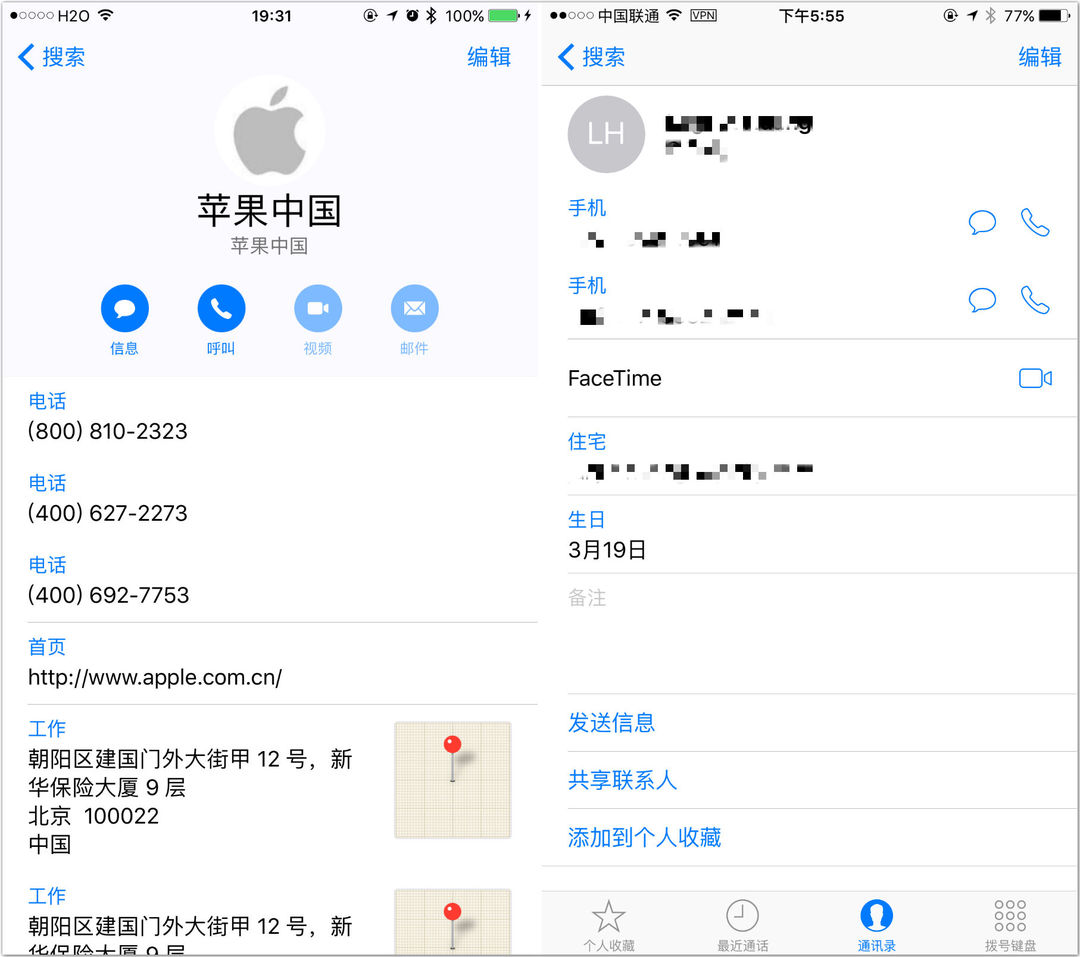 H2O
19:31
100%
搜索
编辑
苹果中国
苹果中国
信息
呼叫
视频
邮件
电话
(800) 810-2323
电话
(400) 627-2273
电话
(400) 692-7753
首页
http://www.apple.com.cn/
工作
朝阳区建国门外大街甲 12 号，新
华保险大厦 9 层
北京 100022
中国
工作
朝阳区建国门外大街甲 12 号，新
华保险大厦 9 层
中国联通
VPN
下午5:55
77%
搜索
编辑
LH
手机
手机
FaceTime
住宅
生日
3月19日
备注
发送信息
共享联系人
添加到个人收藏
个人收藏
最近通话
通讯录
拨号键盘